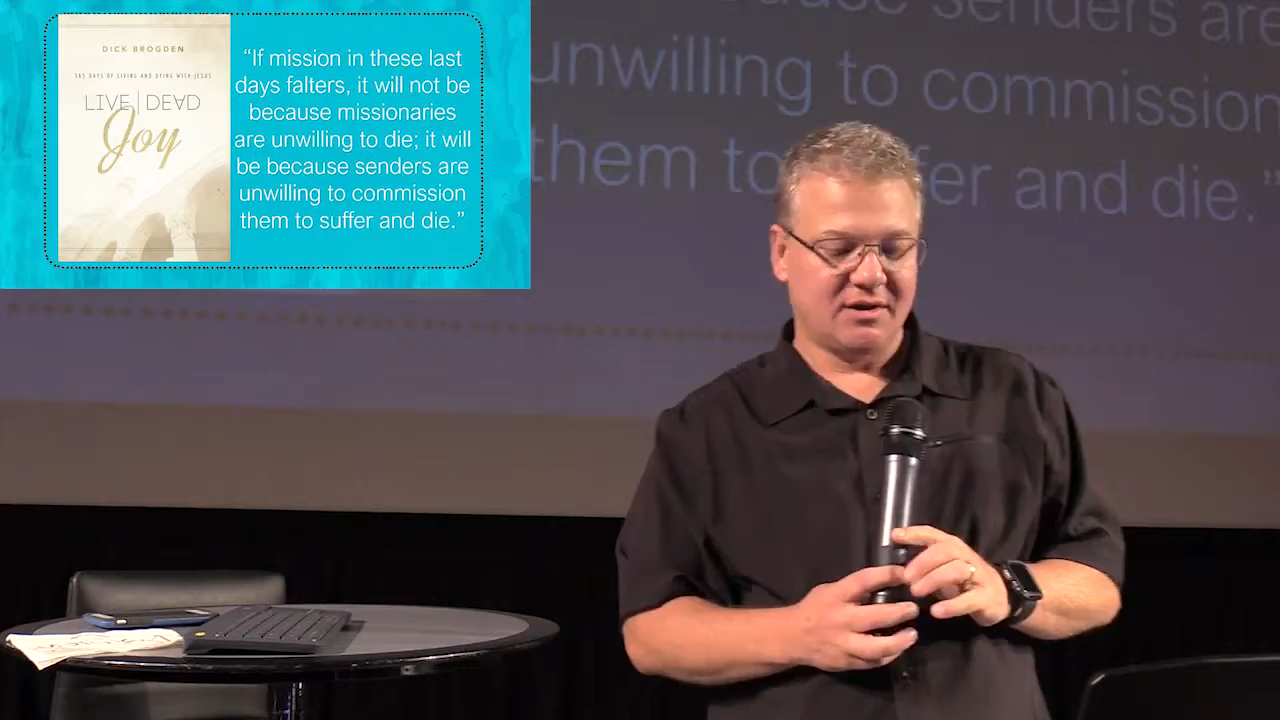 DICK BROGDEN
365 DAYS OF LIVING AND DYING WITH JESUS
LIVE | DEAD
Joy
“If mission in these last
days falters, it will not be
because missionaries
are unwilling to die; it will
be because senders are
unwilling to commission
them to suffer and die.”
because senders are
unwilling to commission
them to suffer and die.”